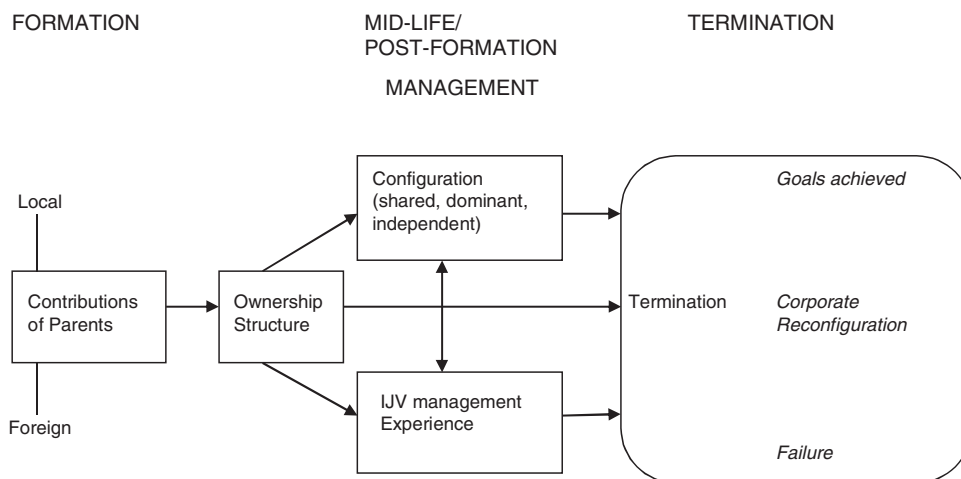 FORMATION
MID-LIFE/
POST-FORMATION
MANAGEMENT
TERMINATION
Local
Contributions
of Parents
Foreign
Ownership
Structure
Configuration
(shared, dominant,
independent)
IJV management
Experience
Termination
Goals achieved
Corporate
Reconfiguration
Failure